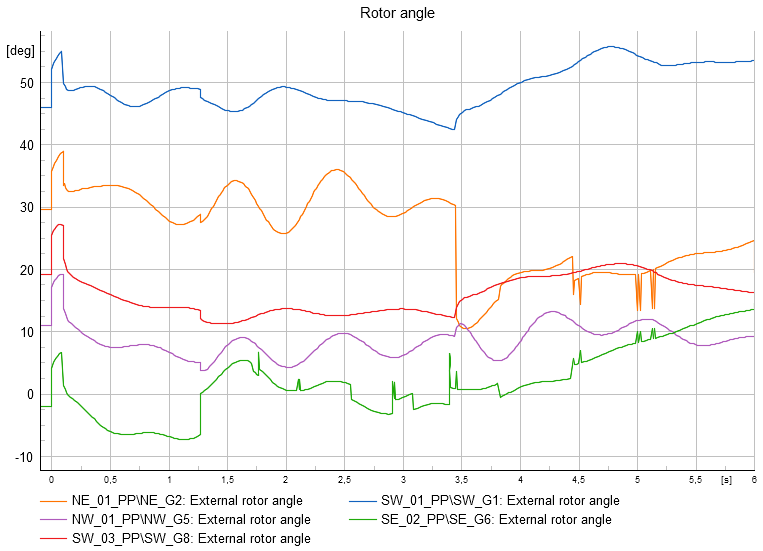 Rotor angle
[deg]
50
40
30
20
10
0
-10
0 0,5 1 1,5 2 2,5 3 3,5 4 4,5 5 [s] 6
NE_01_PP\NE_G2: External rotor angle SW_01_PP\SW_G1: External rotor angle
NW_01_PP\NW_G5: External rotor angle SE_02_PP\SE_G6: External rotor angle
SW_03_PP\SW_G8: External rotor angle